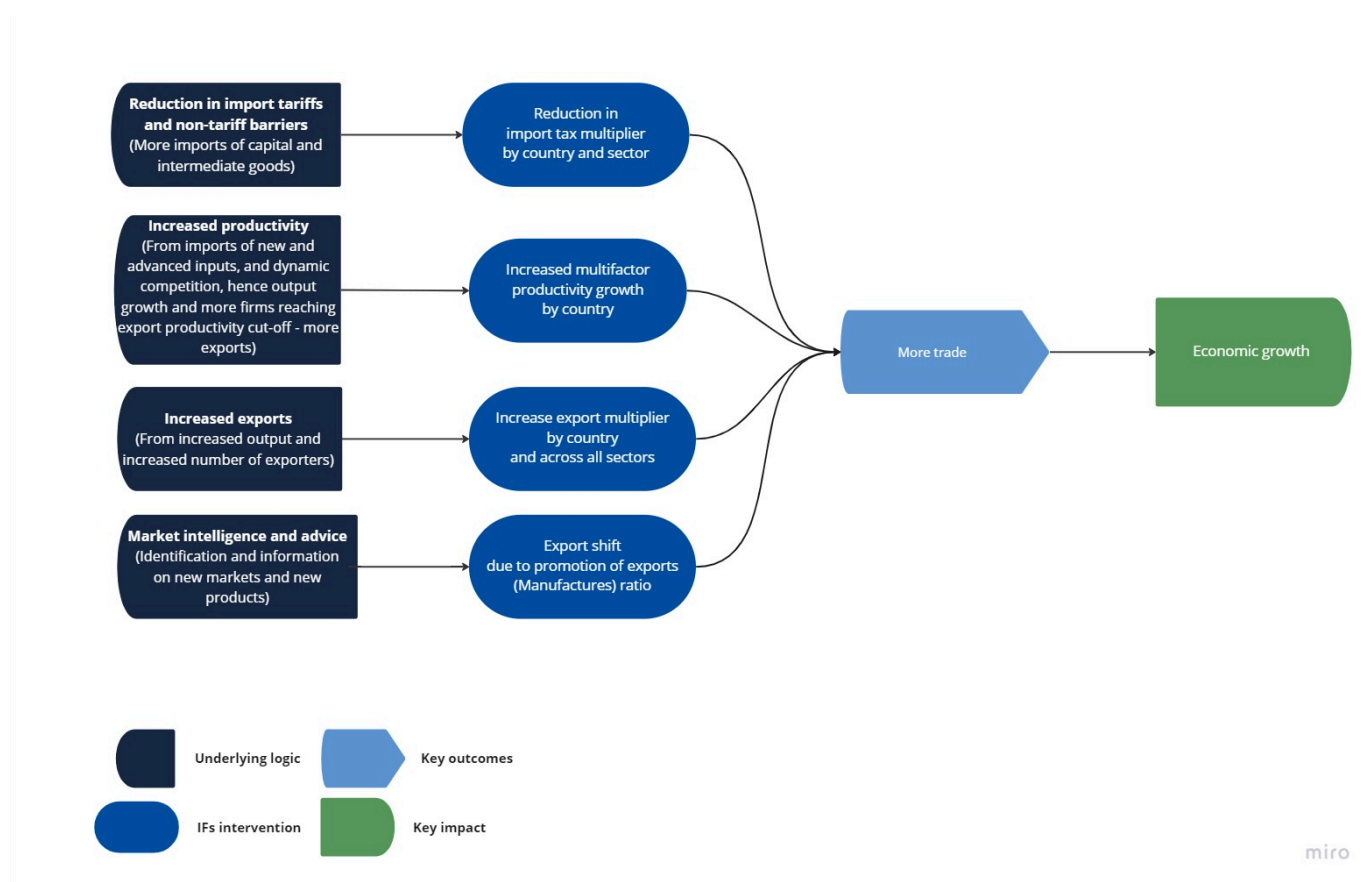 Reduction in import tariffs
and non-tariff barriers
(More imports of capital and
intermediate goods)
Reduction in
import tax multiplier
by country and sector
Increased productivity
(From imports of new and
advanced inputs, and dynamic
competition, hence output
growth and more firms reaching
export productivity cut-off - more
exports)
Increased multifactor
productivity growth
by country
More trade
Economic growth
Increased exports
(From increased output and
increased number of exporters)
Increase export multiplier
by country
and across all sectors
Market intelligence and advice
(Identification and information
on new markets and new
products)
Export shift
due to promotion of exports
(Manufactures) ratio
Underlying logic
Key outcomes
IFs intervention
Key impact
miro